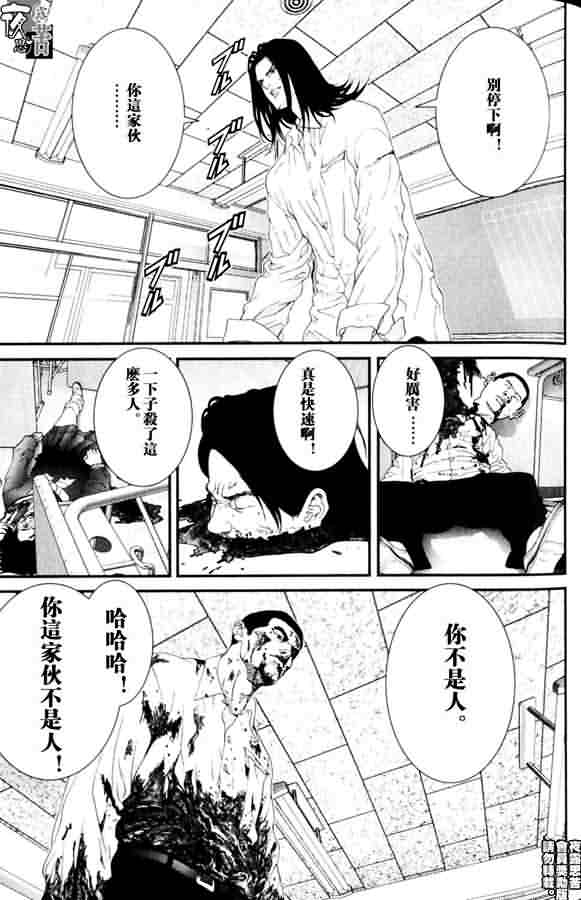 別停下啊！
你這家伙
………
ブル
ブル
ブル
ブル
好厲害
……
真是快速啊！
一下子殺了這
麼多人。
你不是人。
哈哈哈！
你這家伙不是人！